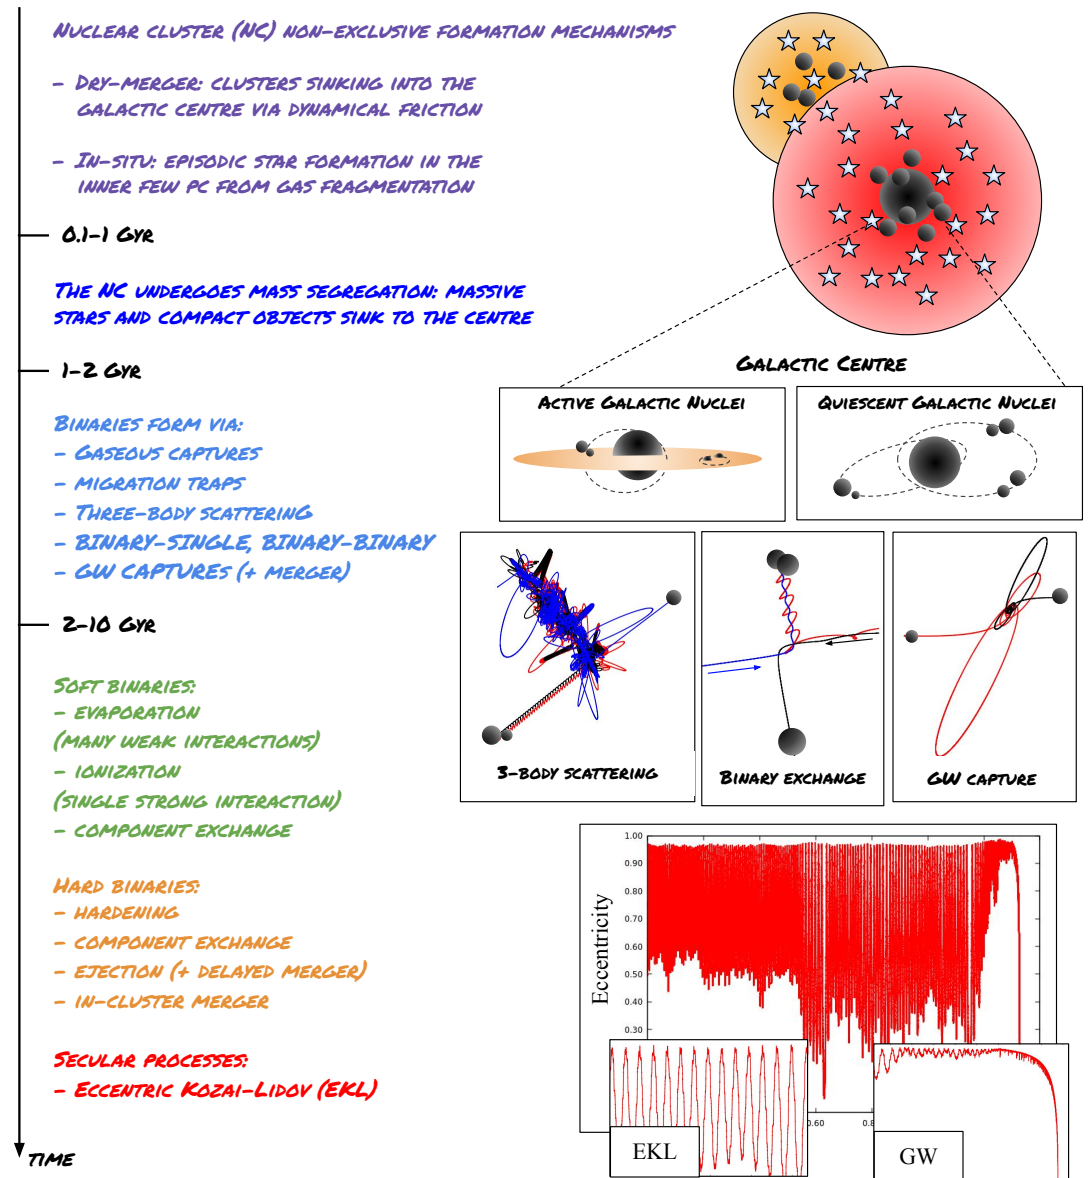 Nuclear cluster (NC) non-exclusive formation mechanisms
- Dry-merger: clusters sinking into the
galactic centre via dynamical friction
- In-situ: episodic star formation in the
inner few pc from gas fragmentation
0.1-1 Gyr
The NC undergoes mass segregation: massive
stars and compact objects sink to the centre
1-2 Gyr
Binaries form via:
- Gaseous captures
- migration traps
- Three-body scattering
- binary-single, binary-binary
- GW captures (+ merger)
2-10 Gyr
Soft binaries:
- evaporation
(many weak interactions)
- ionization
(single strong interaction)
- component exchange
Hard binaries:
- hardening
- component exchange
- ejection (+ delayed merger)
- in-cluster merger
Secular processes:
- Eccentric Kozai-Lidov (EKL)
time
Galactic Centre
Active Galactic Nuclei
Quiescent Galactic Nuclei
3-body scattering
Binary exchange
GW capture
1.00
0.90
0.80
0.70
0.60
0.50
0.40
0.30
Eccentricity
0.60
EKL
GW